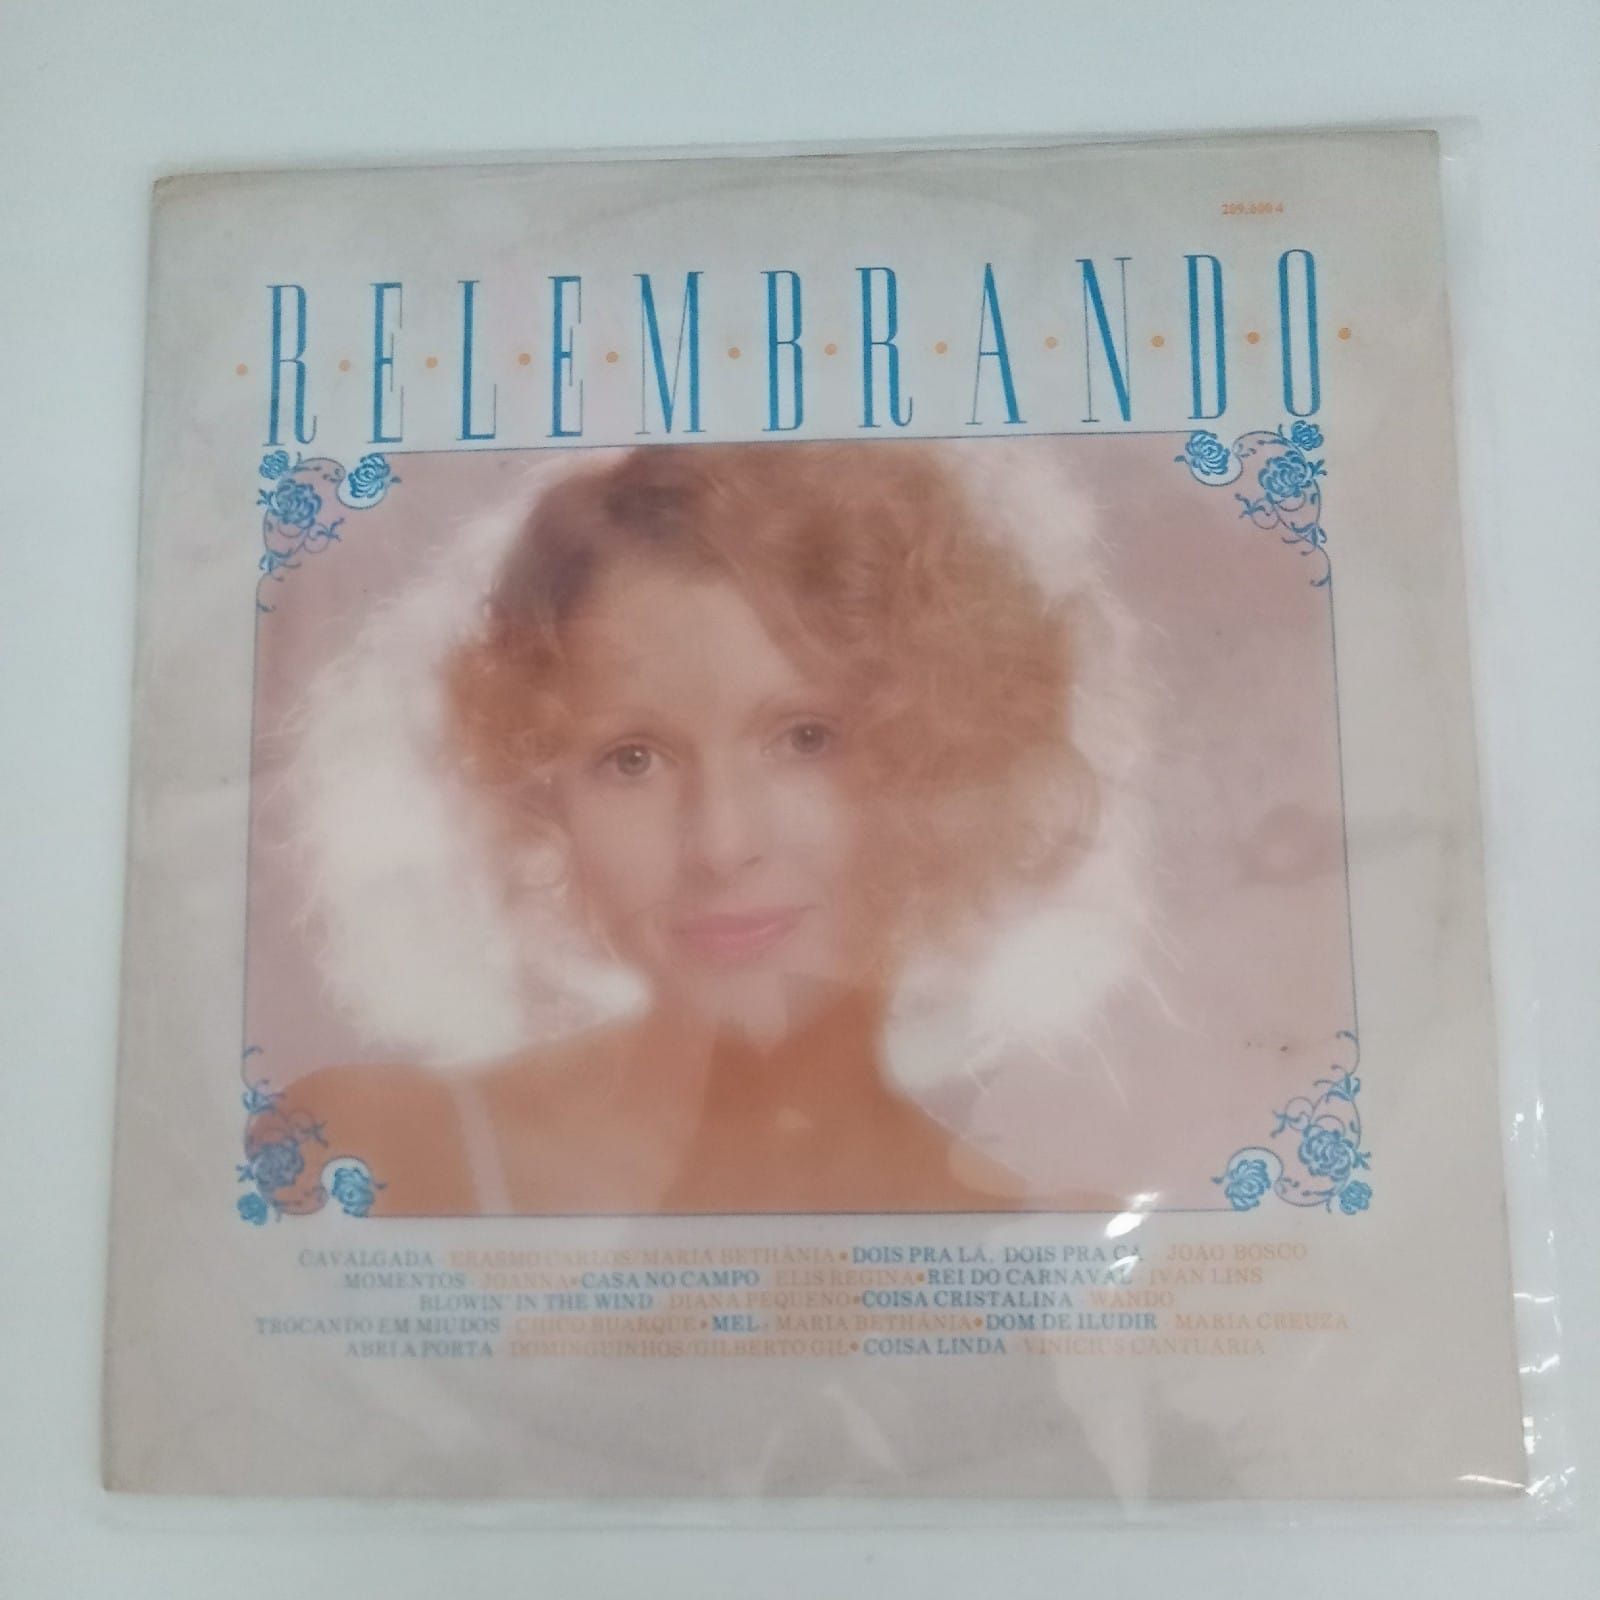 209.600 4
R·E·L·E·M·B·R·A·N·D·O
CAVALGADA · ERASMO CARLOS/MARIA BETHÂNIA • DOIS PRA LÁ, DOIS PRA CÁ · JOÃO BOSCO
MOMENTOS · JOANNA • CASA NO CAMPO · ELIS REGINA • REI DO CARNAVAL · IVAN LINS
BLOWIN' IN THE WIND · DIANA PEQUENO • COISA CRISTALINA · WANDO
TROCANDO EM MIUDOS · CHICO BUARQUE • MEL · MARIA BETHÂNIA • DOM DE ILUDIR · MARIA CREUZA
ABRI A PORTA · DOMINGUINHOS/GILBERTO GIL • COISA LINDA · VINICIUS CANTUÁRIA